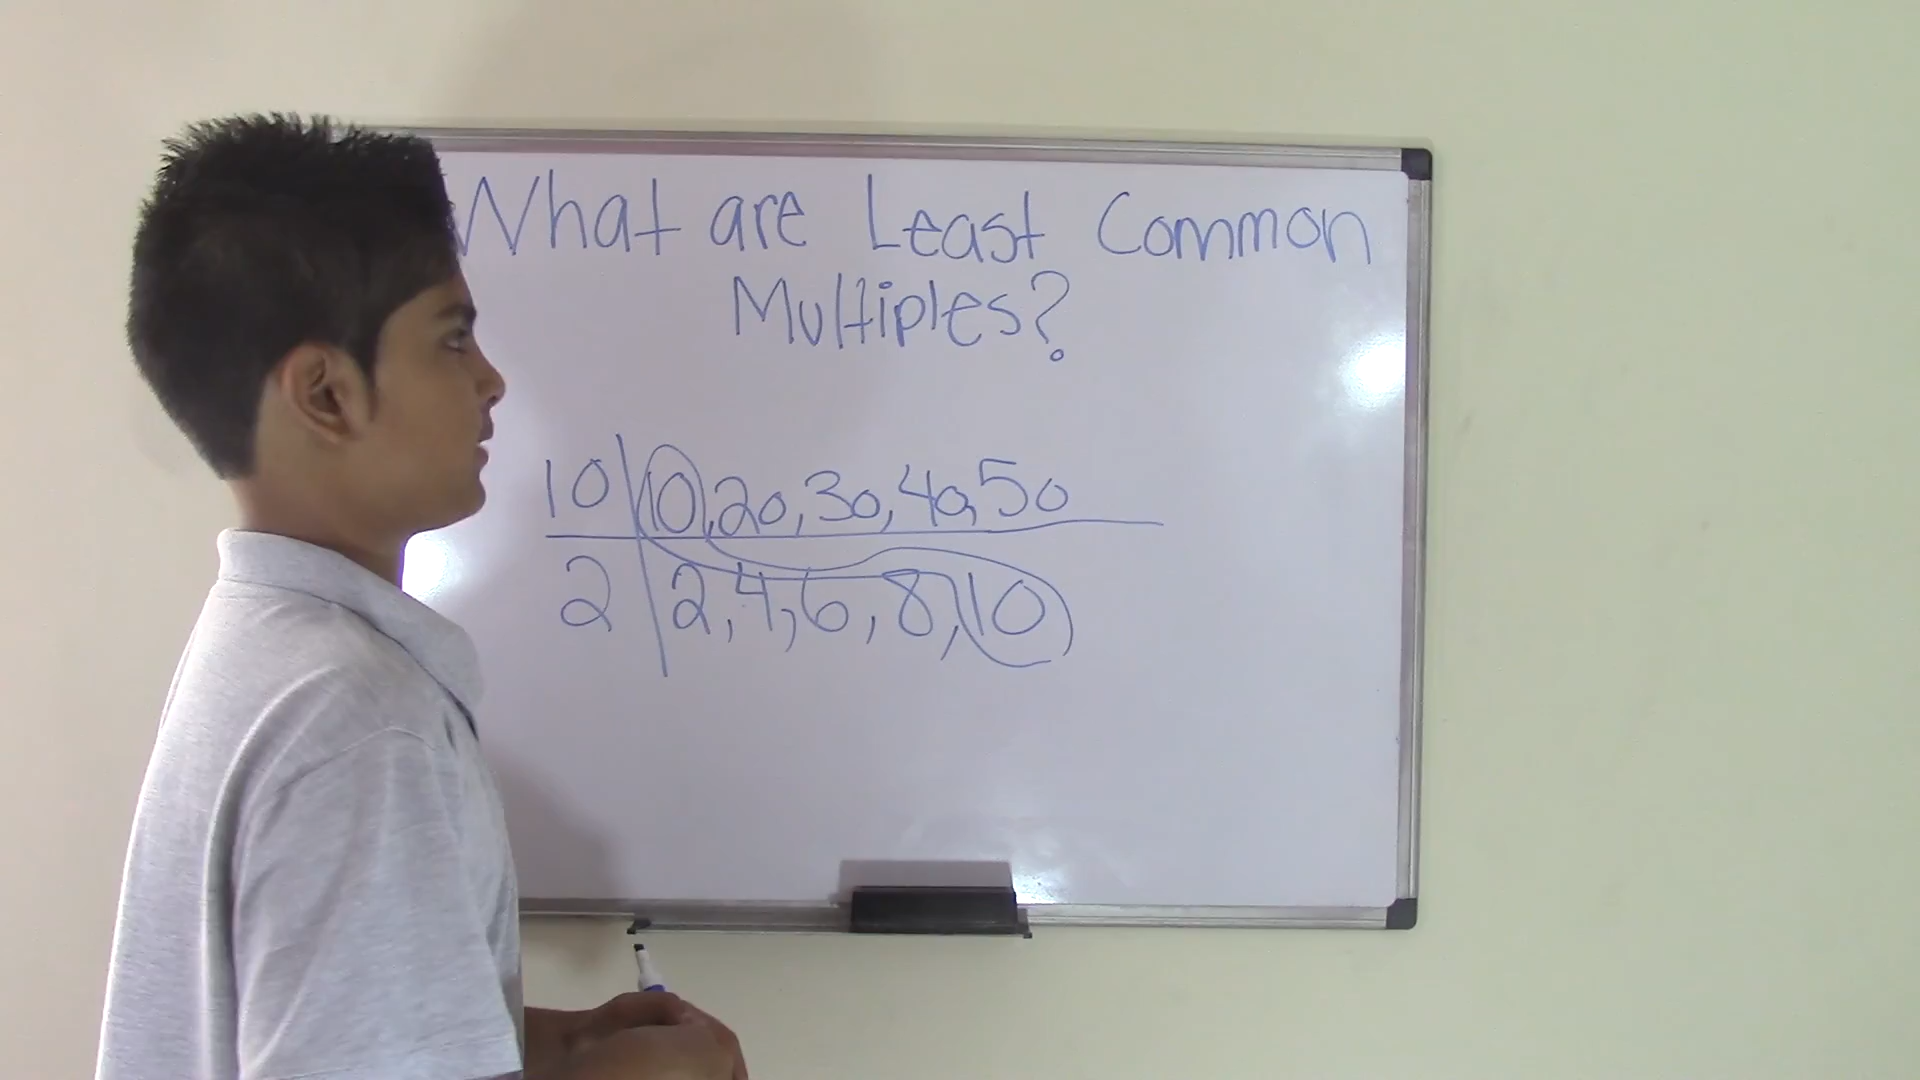 What are Least Common
Multiples?
10 10, 20, 30, 40, 50
2 2, 4, 6, 8, 10